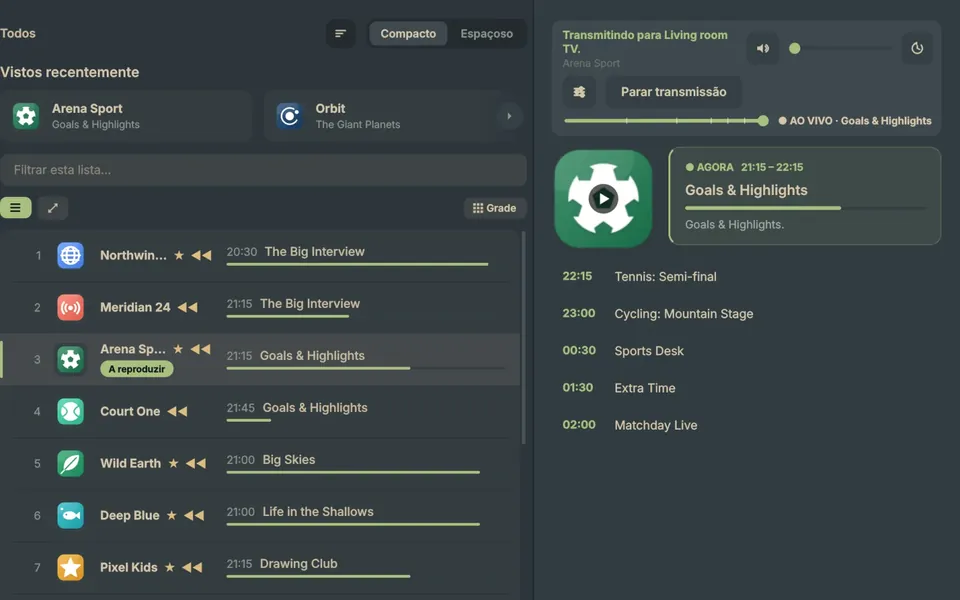 Todos
Compacto
Espaçoso
Vistos recentemente
Arena Sport
Goals & Highlights
Orbit
The Giant Planets
Filtrar esta lista...
Grade
1 Northwin... 20:30 The Big Interview
2 Meridian 24 21:15 The Big Interview
3 Arena Sp... 21:15 Goals & Highlights
A reproduzir
4 Court One 21:45 Goals & Highlights
5 Wild Earth 21:00 Big Skies
6 Deep Blue 21:00 Life in the Shallows
7 Pixel Kids 21:15 Drawing Club
Transmitindo para Living room
TV.
Arena Sport
Parar transmissão
AO VIVO · Goals & Highlights
AGORA 21:15 – 22:15
Goals & Highlights
Goals & Highlights.
22:15 Tennis: Semi-final
23:00 Cycling: Mountain Stage
00:30 Sports Desk
01:30 Extra Time
02:00 Matchday Live